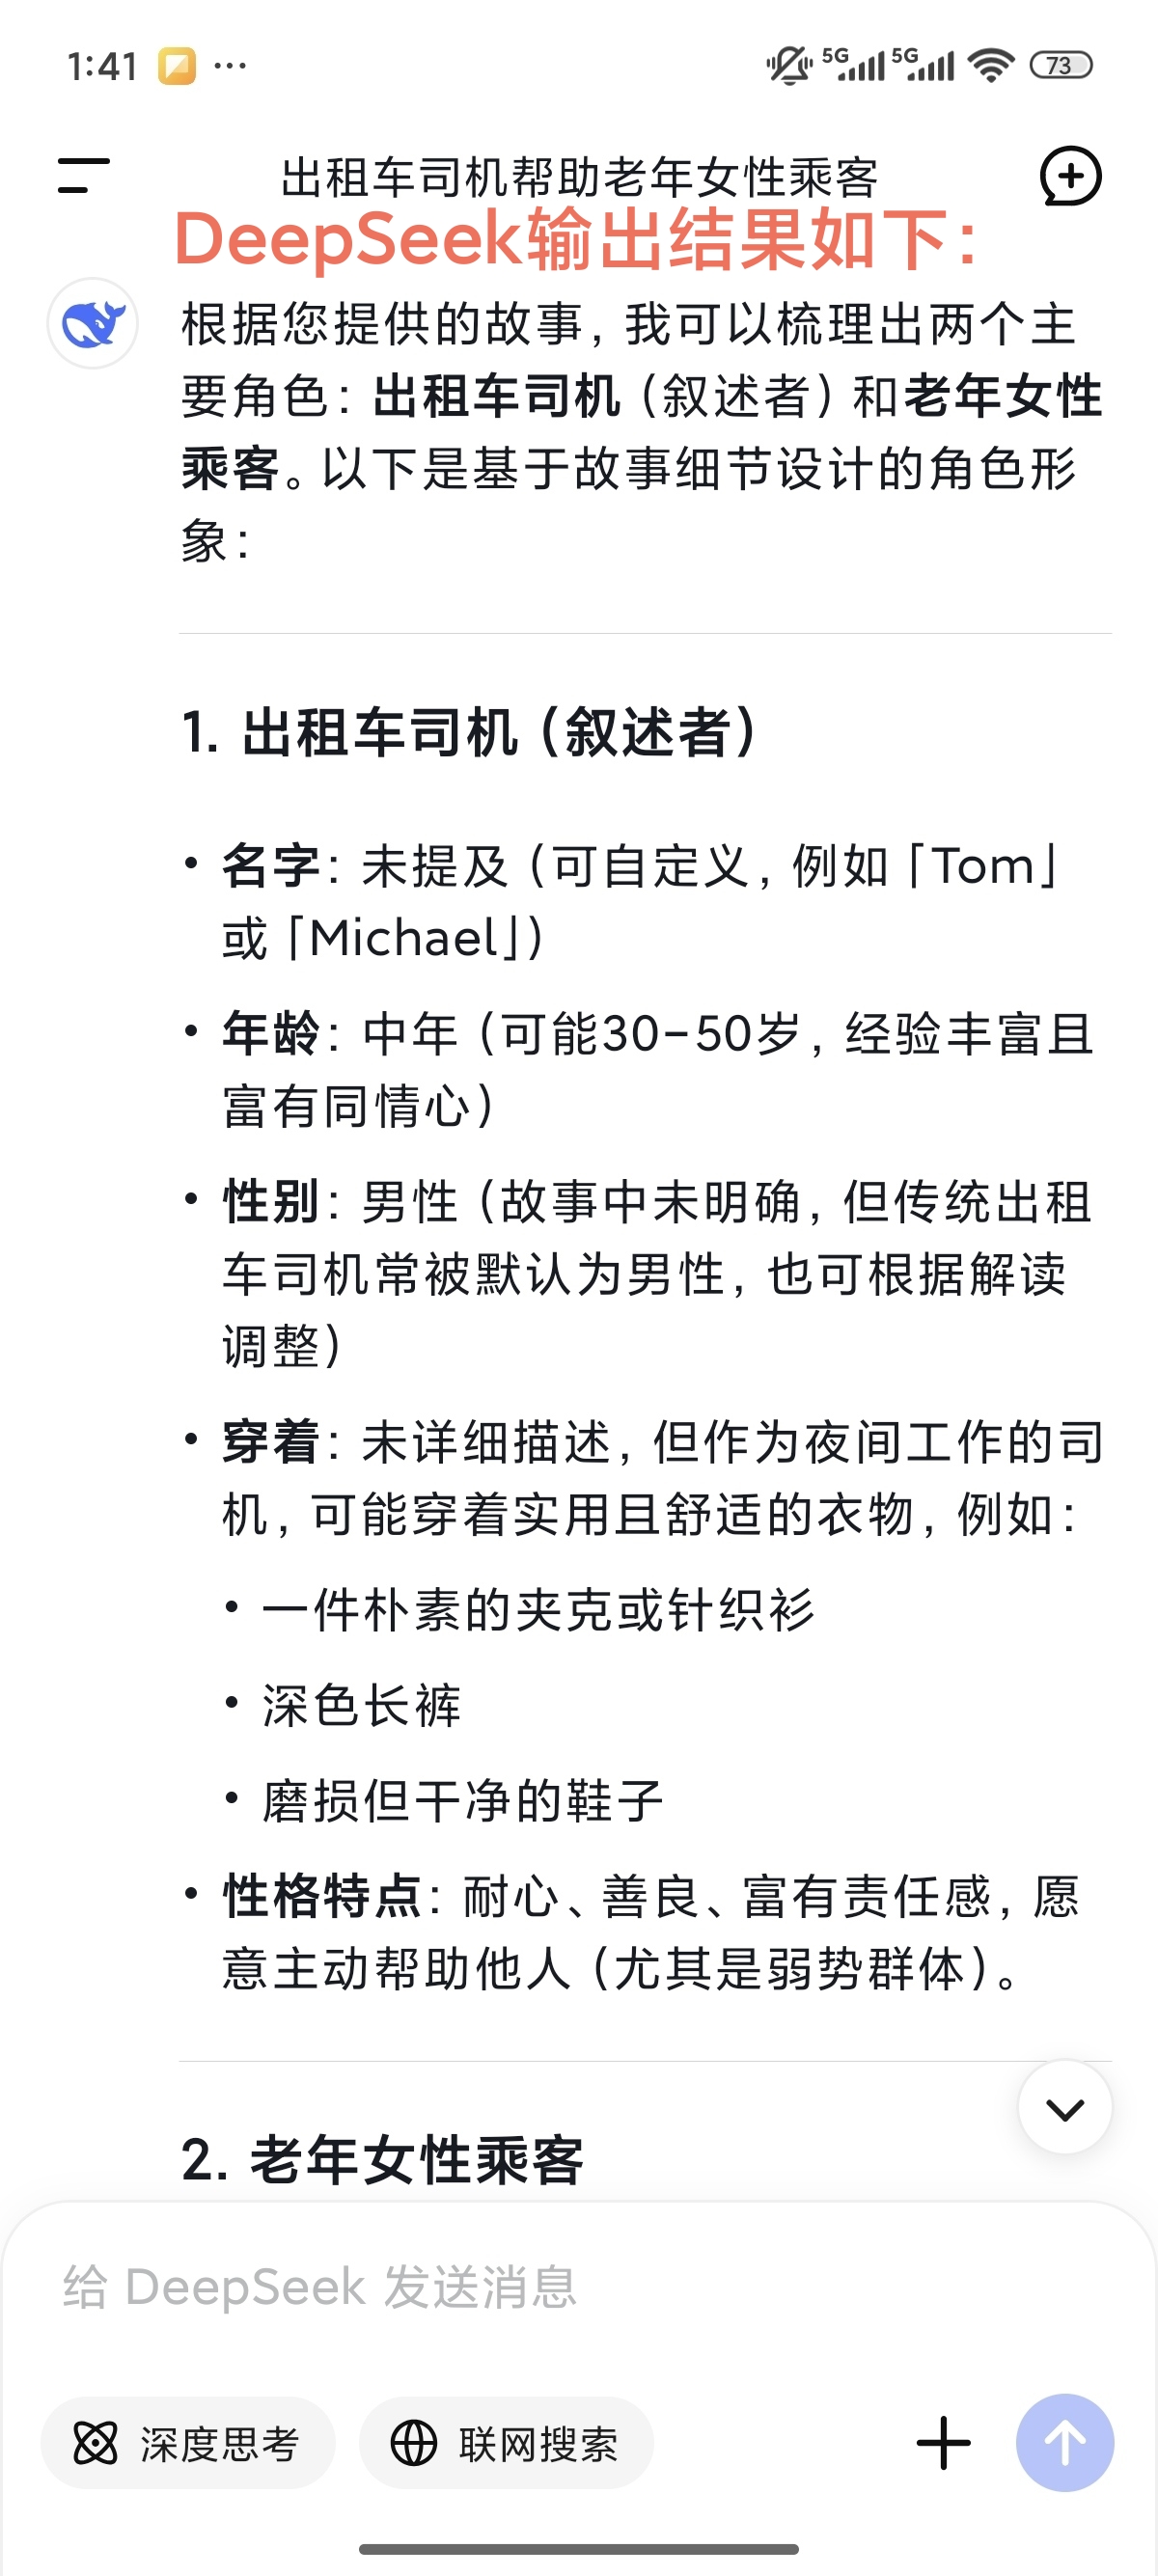 1:41 ...
5G 5G 73
出租车司机帮助老年女性乘客
DeepSeek输出结果如下：
根据您提供的故事，我可以梳理出两个主
要角色：出租车司机（叙述者）和老年女性
乘客。以下是基于故事细节设计的角色形
象：
1. 出租车司机（叙述者）
• 名字：未提及（可自定义，例如「Tom」
或「Michael」）
• 年龄：中年（可能30–50岁，经验丰富且
富有同情心）
• 性别：男性（故事中未明确，但传统出租
车司机常被默认为男性，也可根据解读
调整）
• 穿着：未详细描述，但作为夜间工作的司
机，可能穿着实用且舒适的衣物，例如：
• 一件朴素的夹克或针织衫
• 深色长裤
• 磨损但干净的鞋子
• 性格特点：耐心、善良、富有责任感，愿
意主动帮助他人（尤其是弱势群体）。
2. 老年女性乘客
给 DeepSeek 发送消息
深度思考 联网搜索